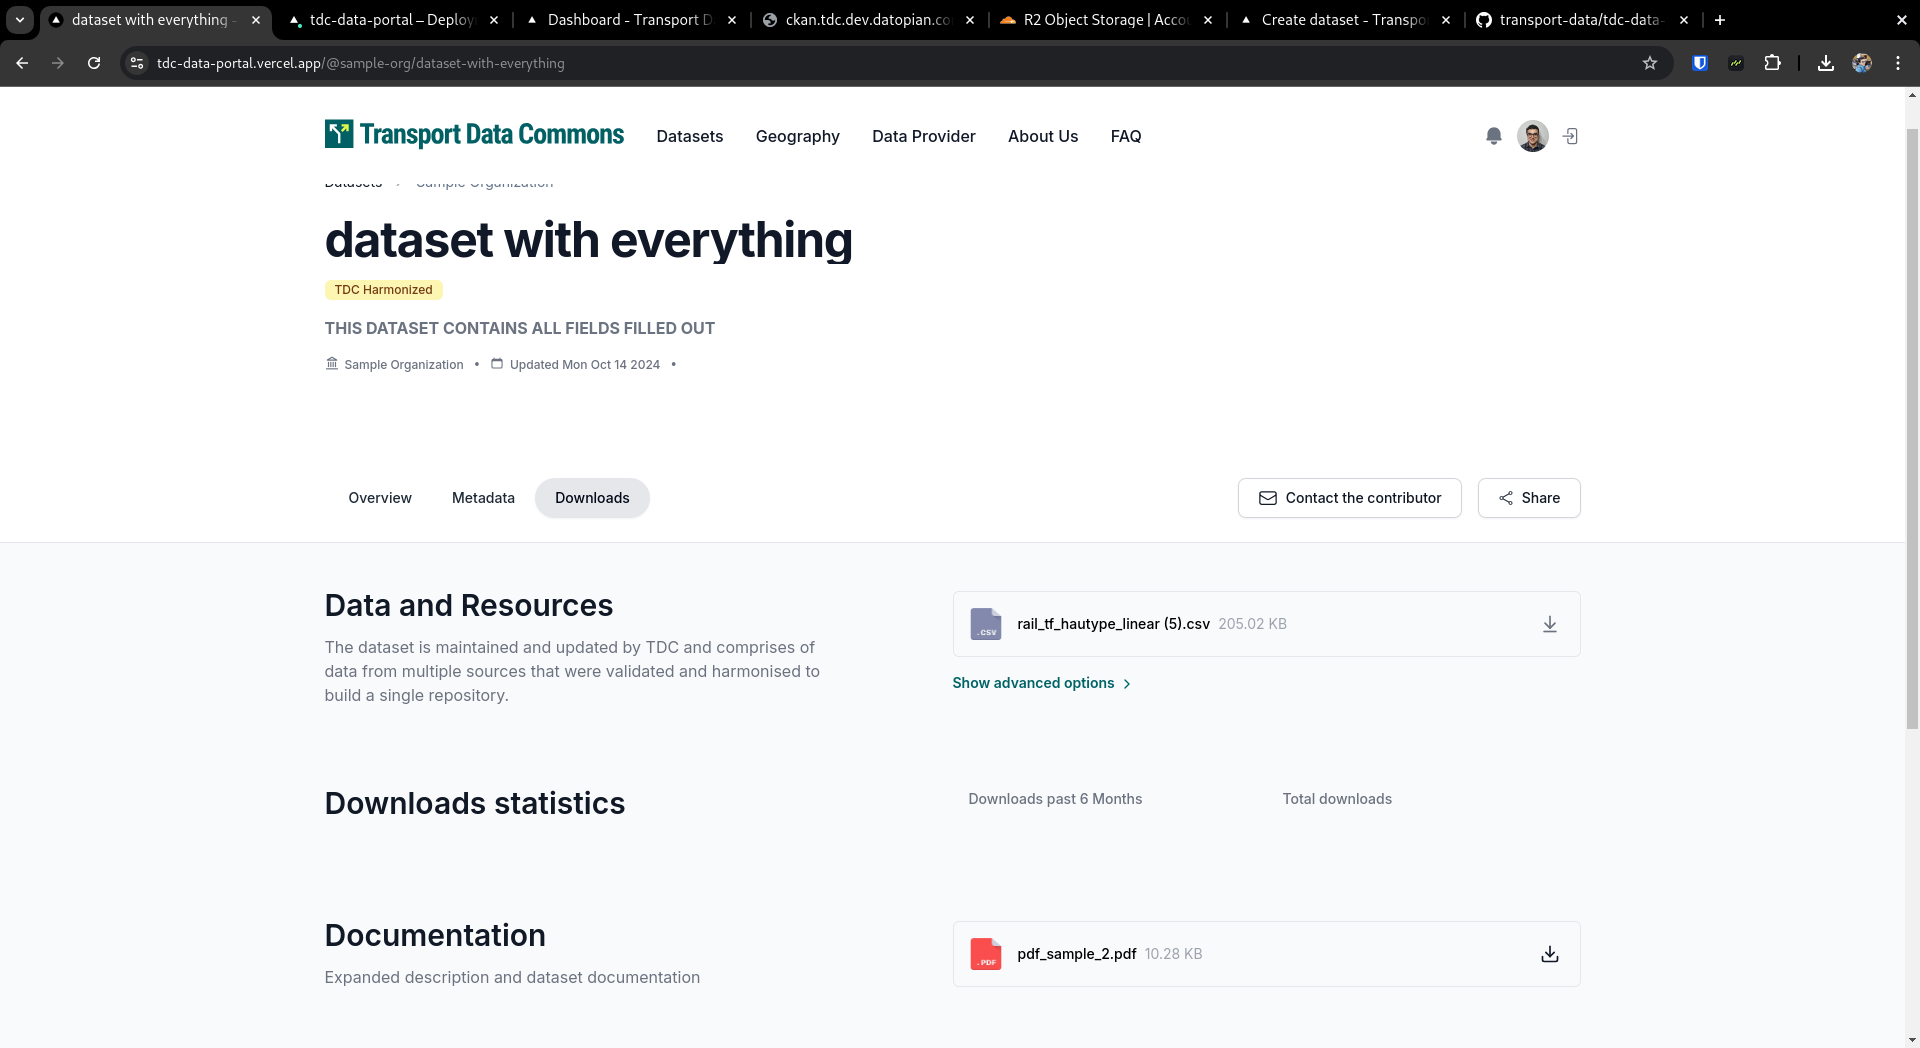 dataset with everything -
tdc-data-portal – Deploy
Dashboard - Transport D
ckan.tdc.dev.datopian.co
R2 Object Storage | Accou
Create dataset - Transpo
transport-data/tdc-data-
tdc-data-portal.vercel.app/@sample-org/dataset-with-everything
Transport Data Commons
Datasets
Geography
Data Provider
About Us
FAQ
Datasets > Sample Organization
dataset with everything
TDC Harmonized
THIS DATASET CONTAINS ALL FIELDS FILLED OUT
Sample Organization • Updated Mon Oct 14 2024 •
Overview
Metadata
Downloads
Contact the contributor
Share
Data and Resources
The dataset is maintained and updated by TDC and comprises of
data from multiple sources that were validated and harmonised to
build a single repository.
.CSV
rail_tf_hautype_linear (5).csv 205.02 KB
Show advanced options
Downloads statistics
Downloads past 6 Months
Total downloads
Documentation
Expanded description and dataset documentation
.PDF
pdf_sample_2.pdf 10.28 KB